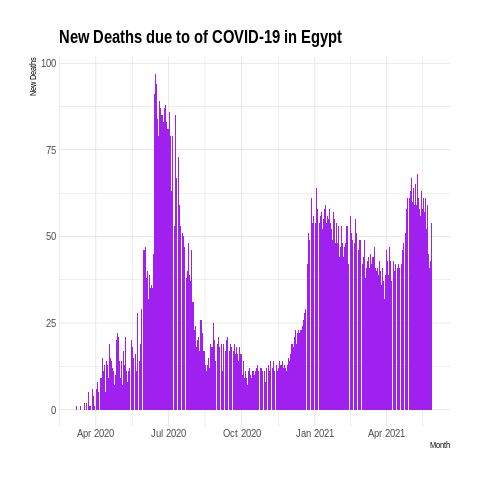 New Deaths due to of COVID-19 in Egypt
New Deaths
100
75
50
25
0
Apr 2020 Jul 2020 Oct 2020 Jan 2021 Apr 2021
Month